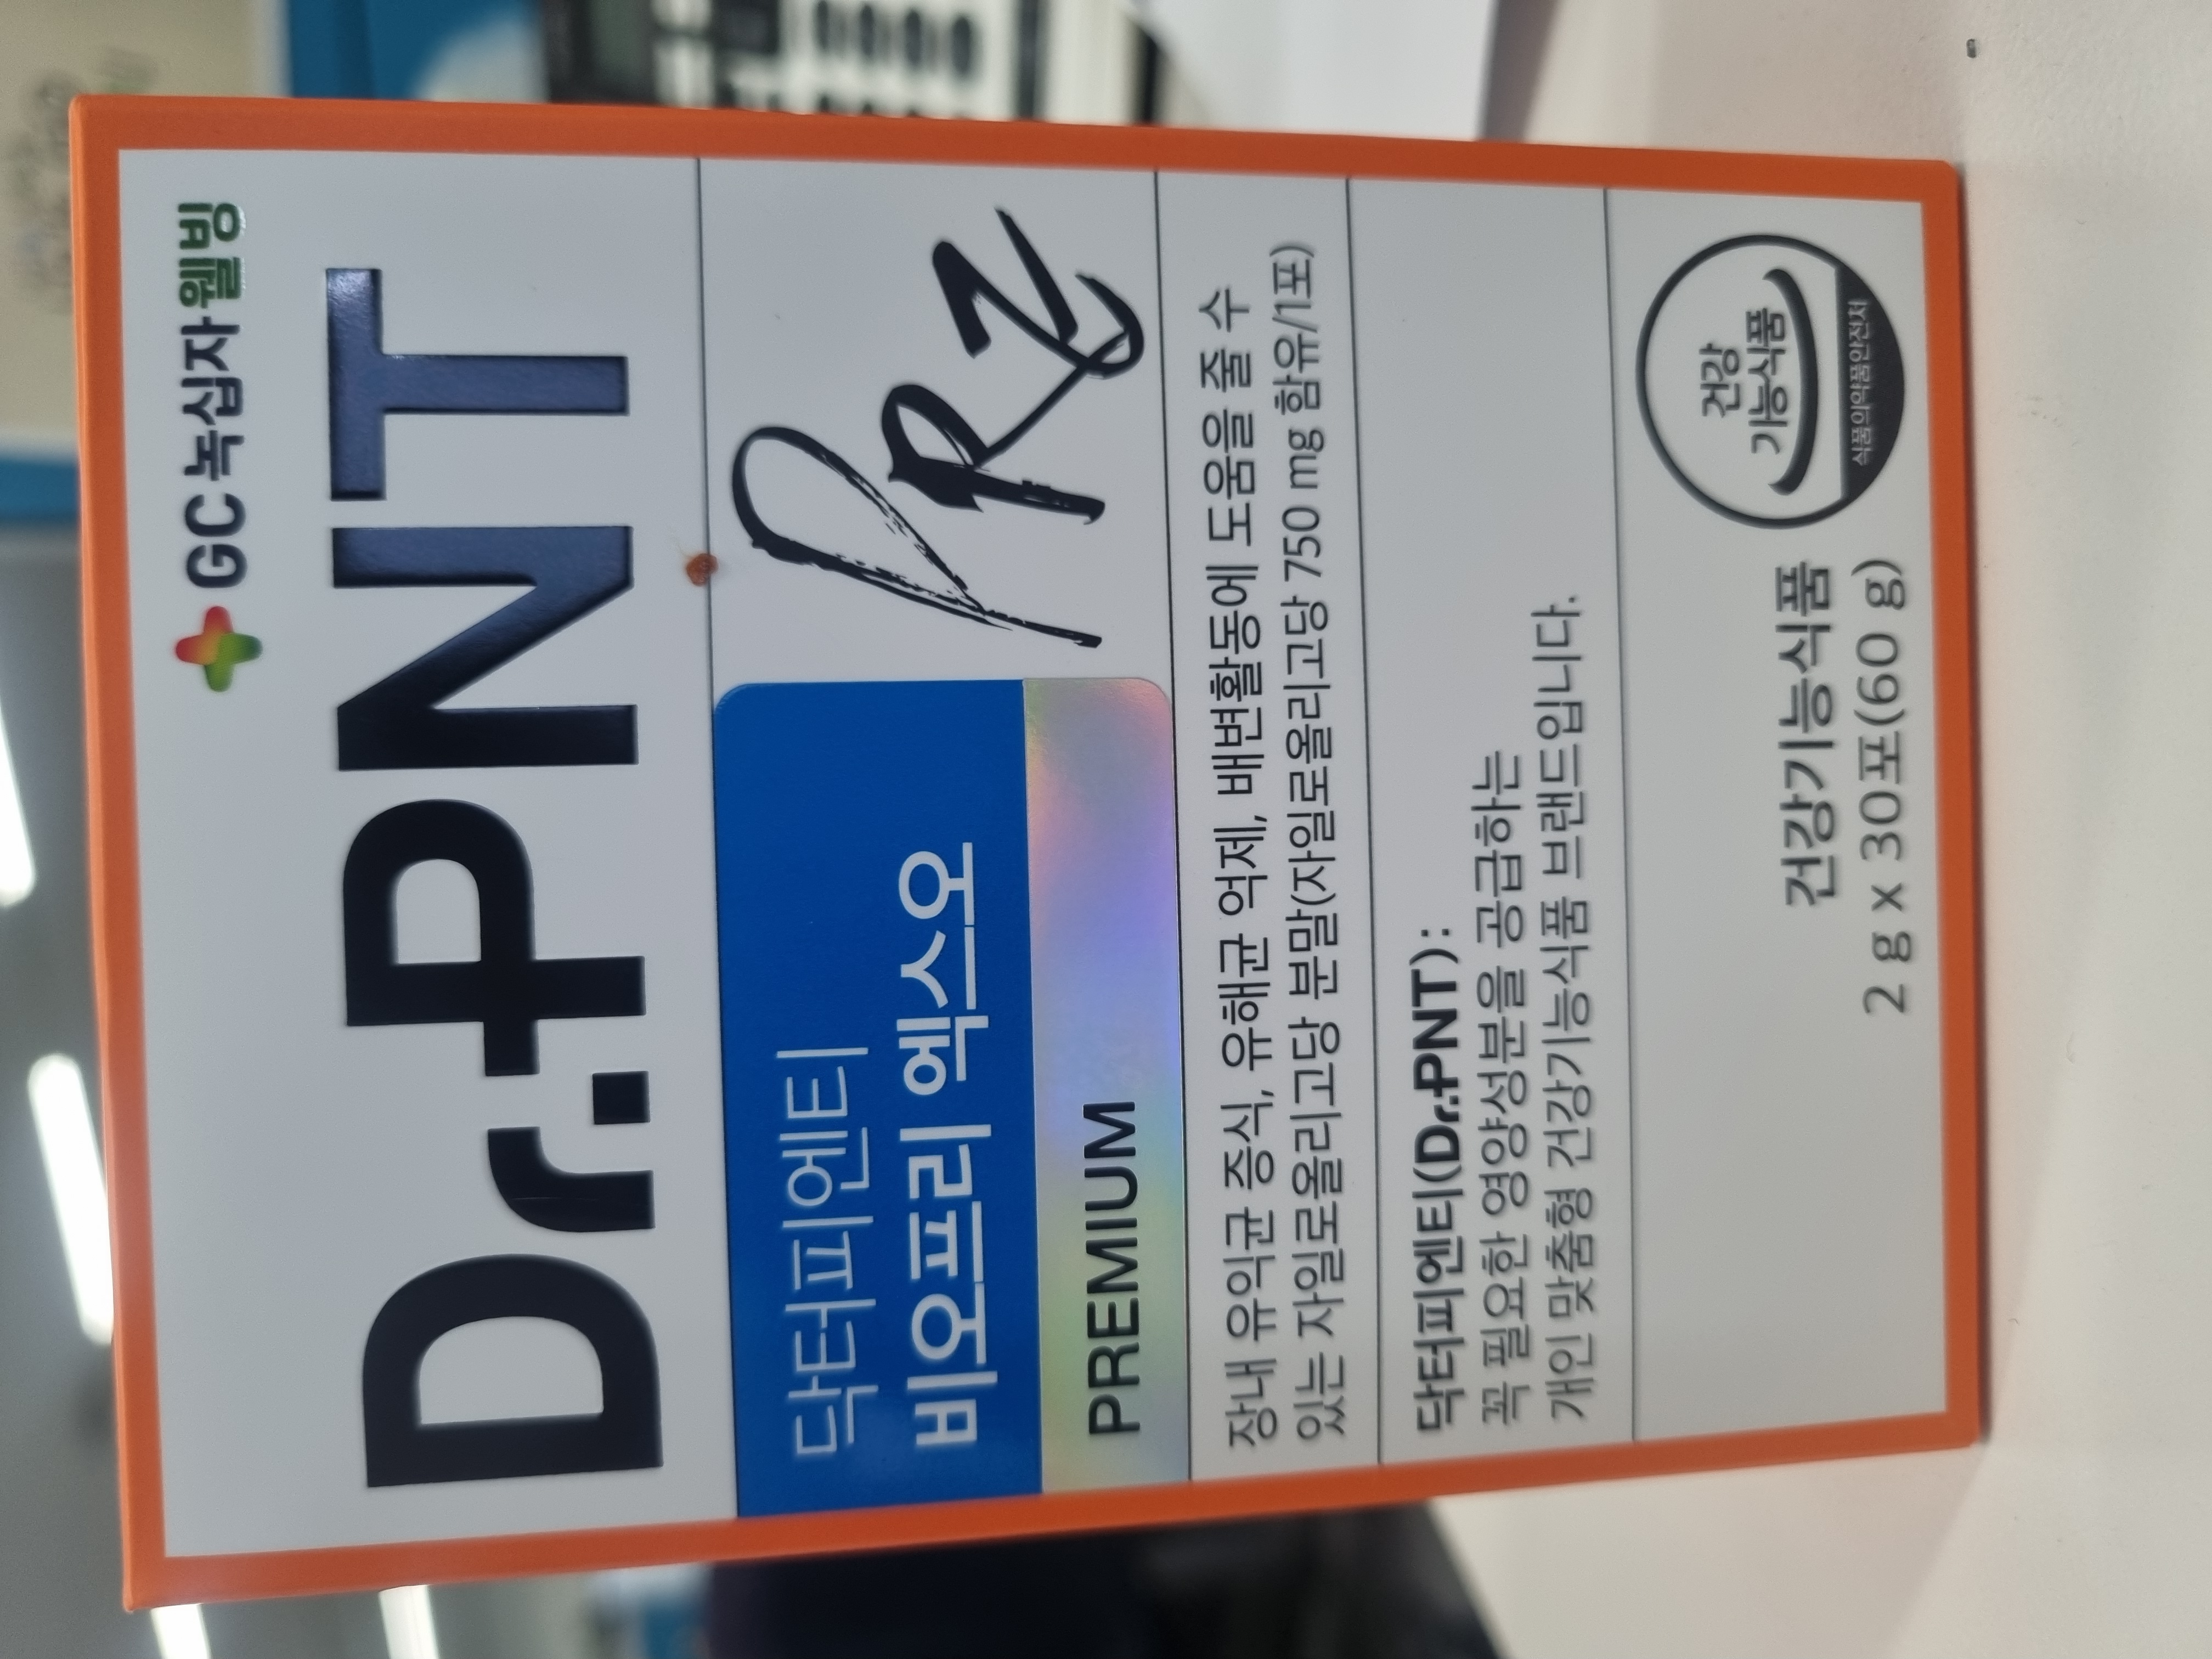 GC녹십자웰빙
Dr.PNT
닥터피엔티
비오프리 엑스오
PREMIUM
PRZ
장내 유익균 증식, 유해균 억제, 배변활동에 도움을 줄 수
있는 자일로올리고당 분말(자일로올리고당 750 mg 함유/1포)
닥터피엔티(Dr.PNT):
꼭 필요한 영양성분을 공급하는
개인 맞춤형 건강기능식품 브랜드입니다.
건강기능식품
2 g x 30포(60 g)
건강
기능식품
식품의약품안전처